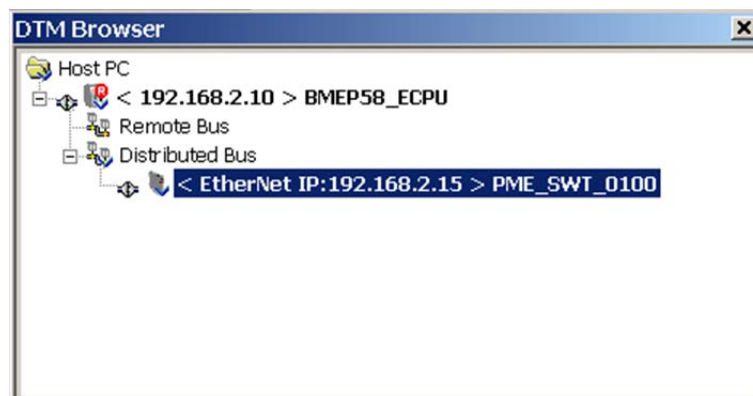 DTM Browser
Host PC
< 192.168.2.10 > BMEP58_ECPU
Remote Bus
Distributed Bus
< EtherNet IP:192.168.2.15 > PME_SWT_0100